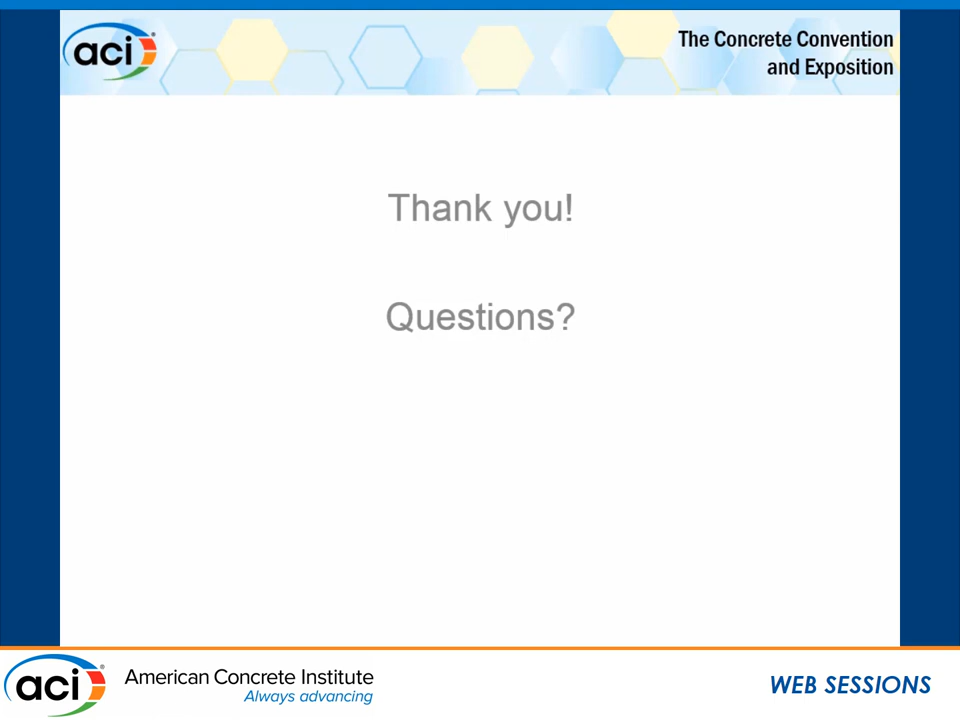 aci
The Concrete Convention
and Exposition
Thank you!
Questions?
aci
American Concrete Institute
Always advancing
WEB SESSIONS